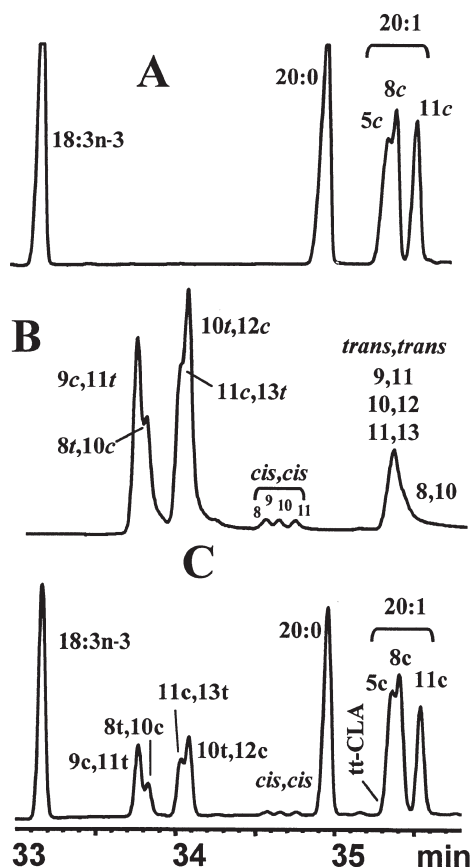 A
18:3n-3
20:0
20:1
5c
8c
11c
B
9c,11t
8t,10c
10t,12c
11c,13t
cis,cis
8 9 10 11
trans,trans
9,11
10,12
11,13
8,10
C
18:3n-3
9c,11t
8t,10c
11c,13t
10t,12c
cis,cis
20:0
tt-CLA
20:1
5c
8c
11c
33 34 35 min